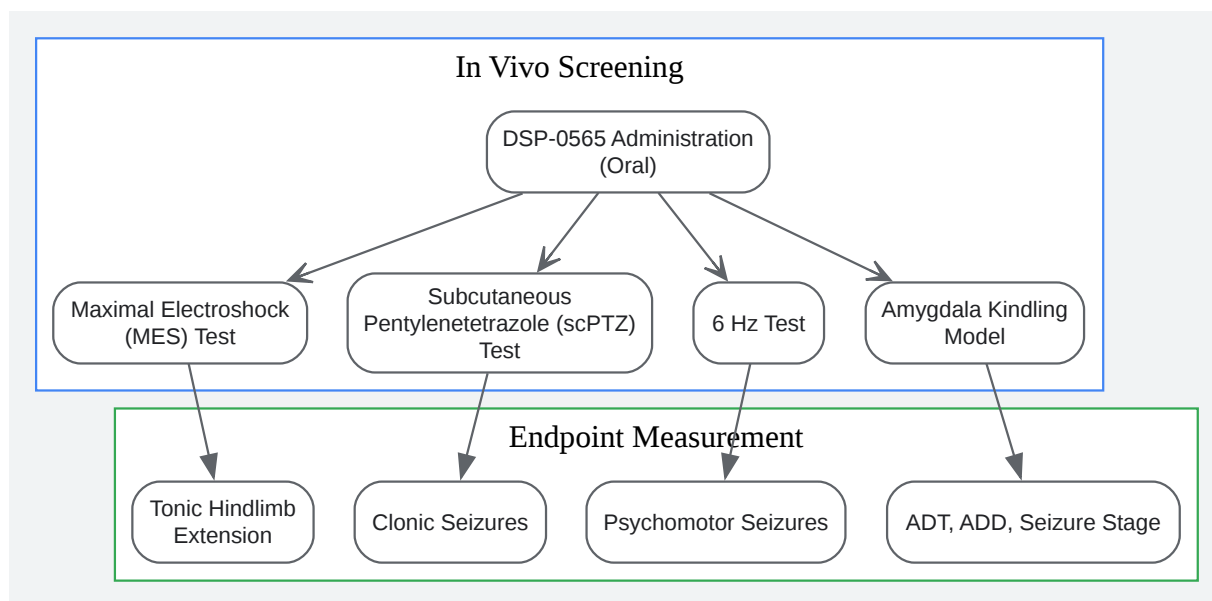 In Vivo Screening
DSP-0565 Administration
(Oral)
Maximal Electroshock
(MES) Test
Subcutaneous
Pentylenetetrazole (scPTZ)
Test
6 Hz Test
Amygdala Kindling
Model
Endpoint Measurement
Tonic Hindlimb
Extension
Clonic Seizures
Psychomotor Seizures
ADT, ADD, Seizure Stage